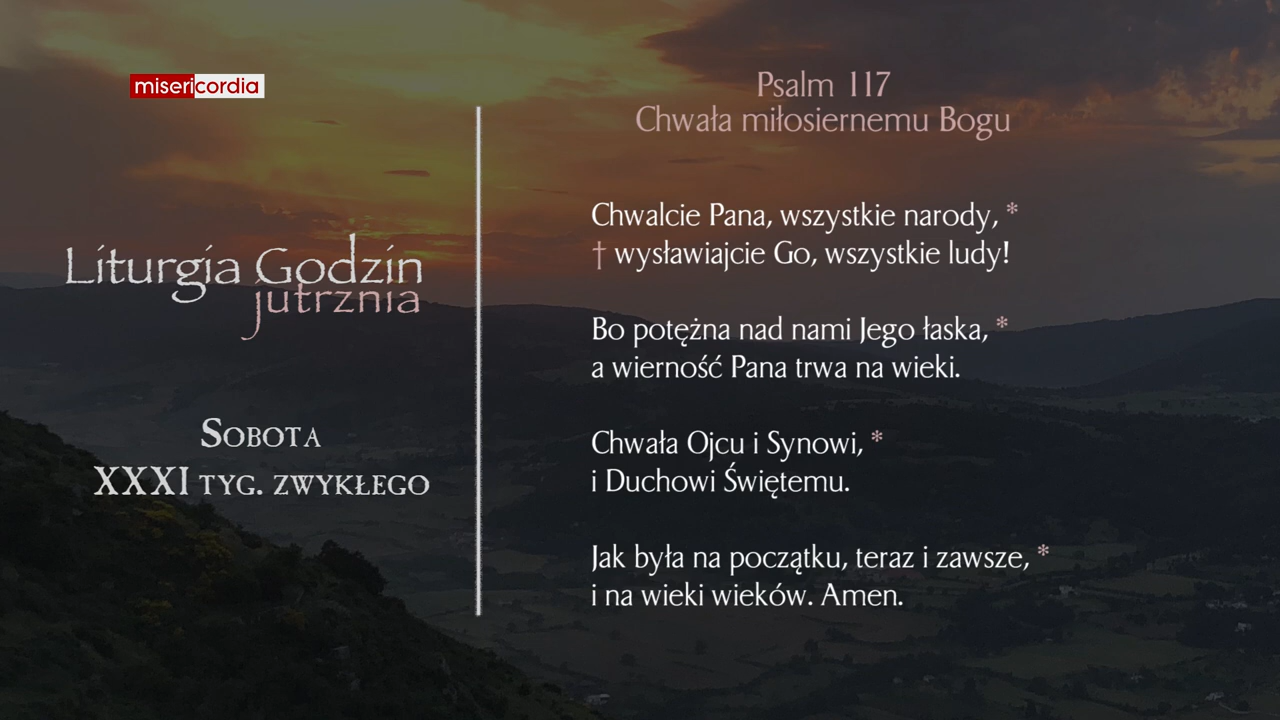 misericordia
Liturgia Godzin
jutrznia
Sobota
XXXI tyg. zwykłego
Psalm 117
Chwała miłosiernemu Bogu
Chwalcie Pana, wszystkie narody, *
† wysławiajcie Go, wszystkie ludy!
Bo potężna nad nami Jego łaska, *
a wierność Pana trwa na wieki.
Chwała Ojcu i Synowi, *
i Duchowi Świętemu.
Jak była na początku, teraz i zawsze, *
i na wieki wieków. Amen.